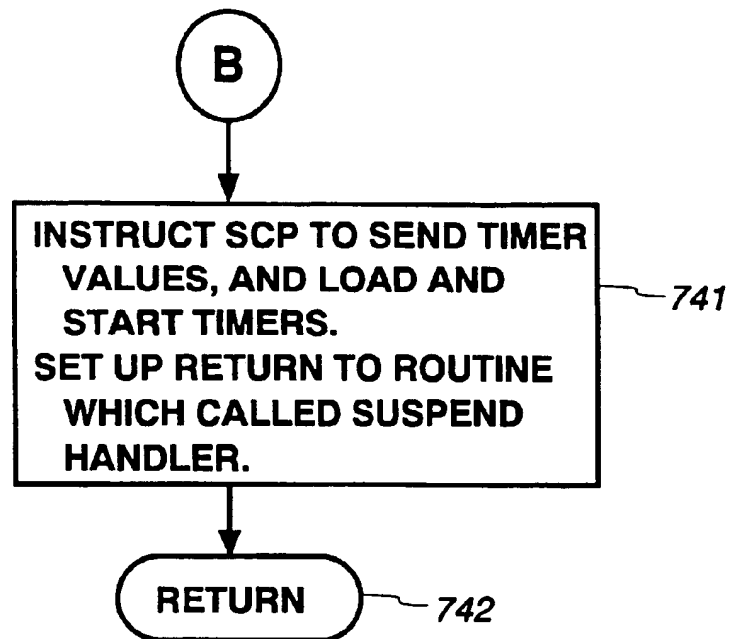 B
INSTRUCT SCP TO SEND TIMER
VALUES, AND LOAD AND
START TIMERS.
741
SET UP RETURN TO ROUTINE
WHICH CALLED SUSPEND
HANDLER.
RETURN
742